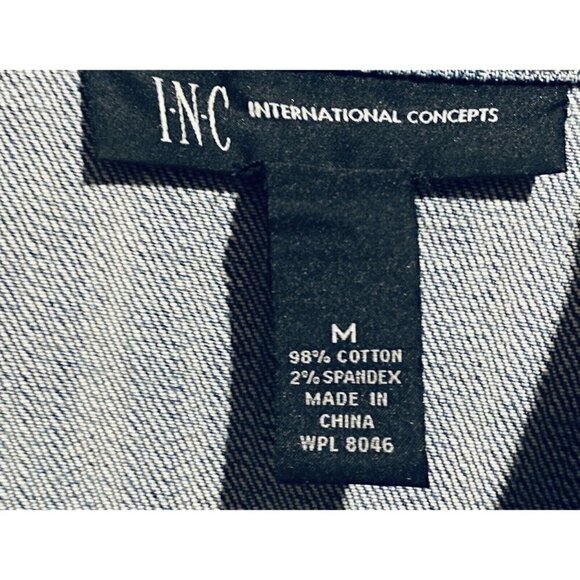 I·N·C INTERNATIONAL CONCEPTS
M
98% COTTON
2% SPANDEX
MADE IN
CHINA
WPL 8046